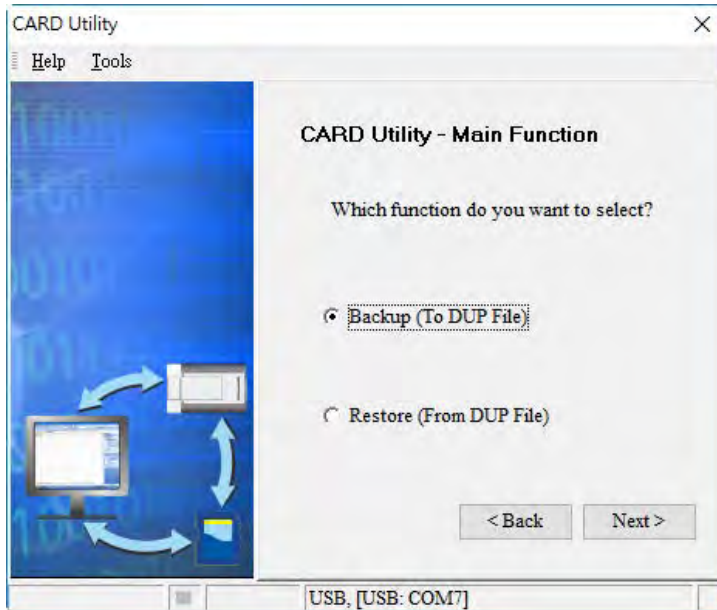 CARD Utility
Help Tools
CARD Utility - Main Function
Which function do you want to select?
Backup (To DUP File)
Restore (From DUP File)
< Back Next >
USB, [USB: COM7]